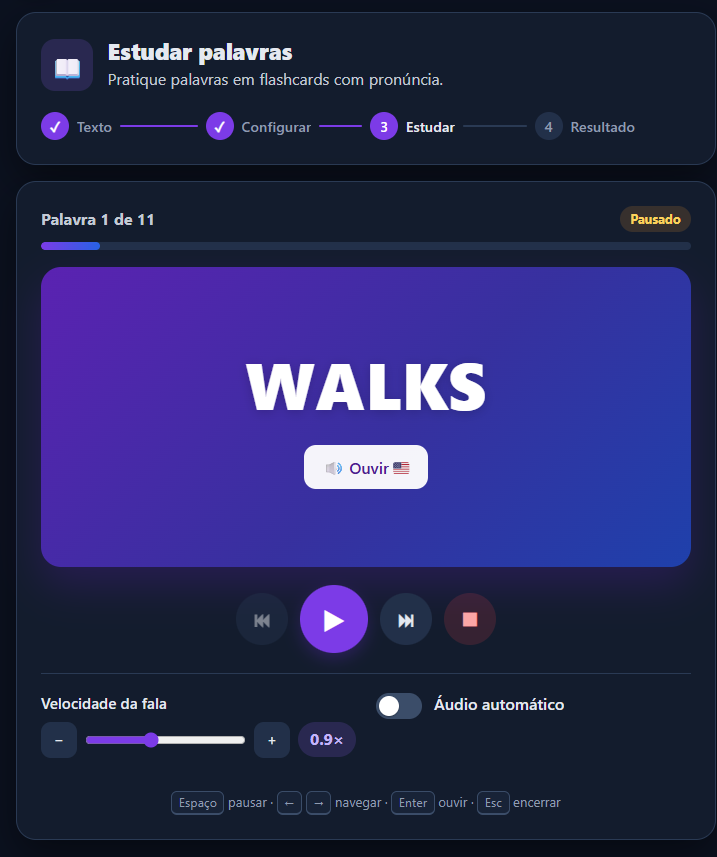 Estudar palavras
Pratique palavras em flashcards com pronúncia.
Texto Configurar 3 Estudar 4 Resultado
Palavra 1 de 11 Pausado
WALKS
Ouvir
Velocidade da fala Áudio automático
− + 0.9×
Espaço pausar · ← → navegar · Enter ouvir · Esc encerrar